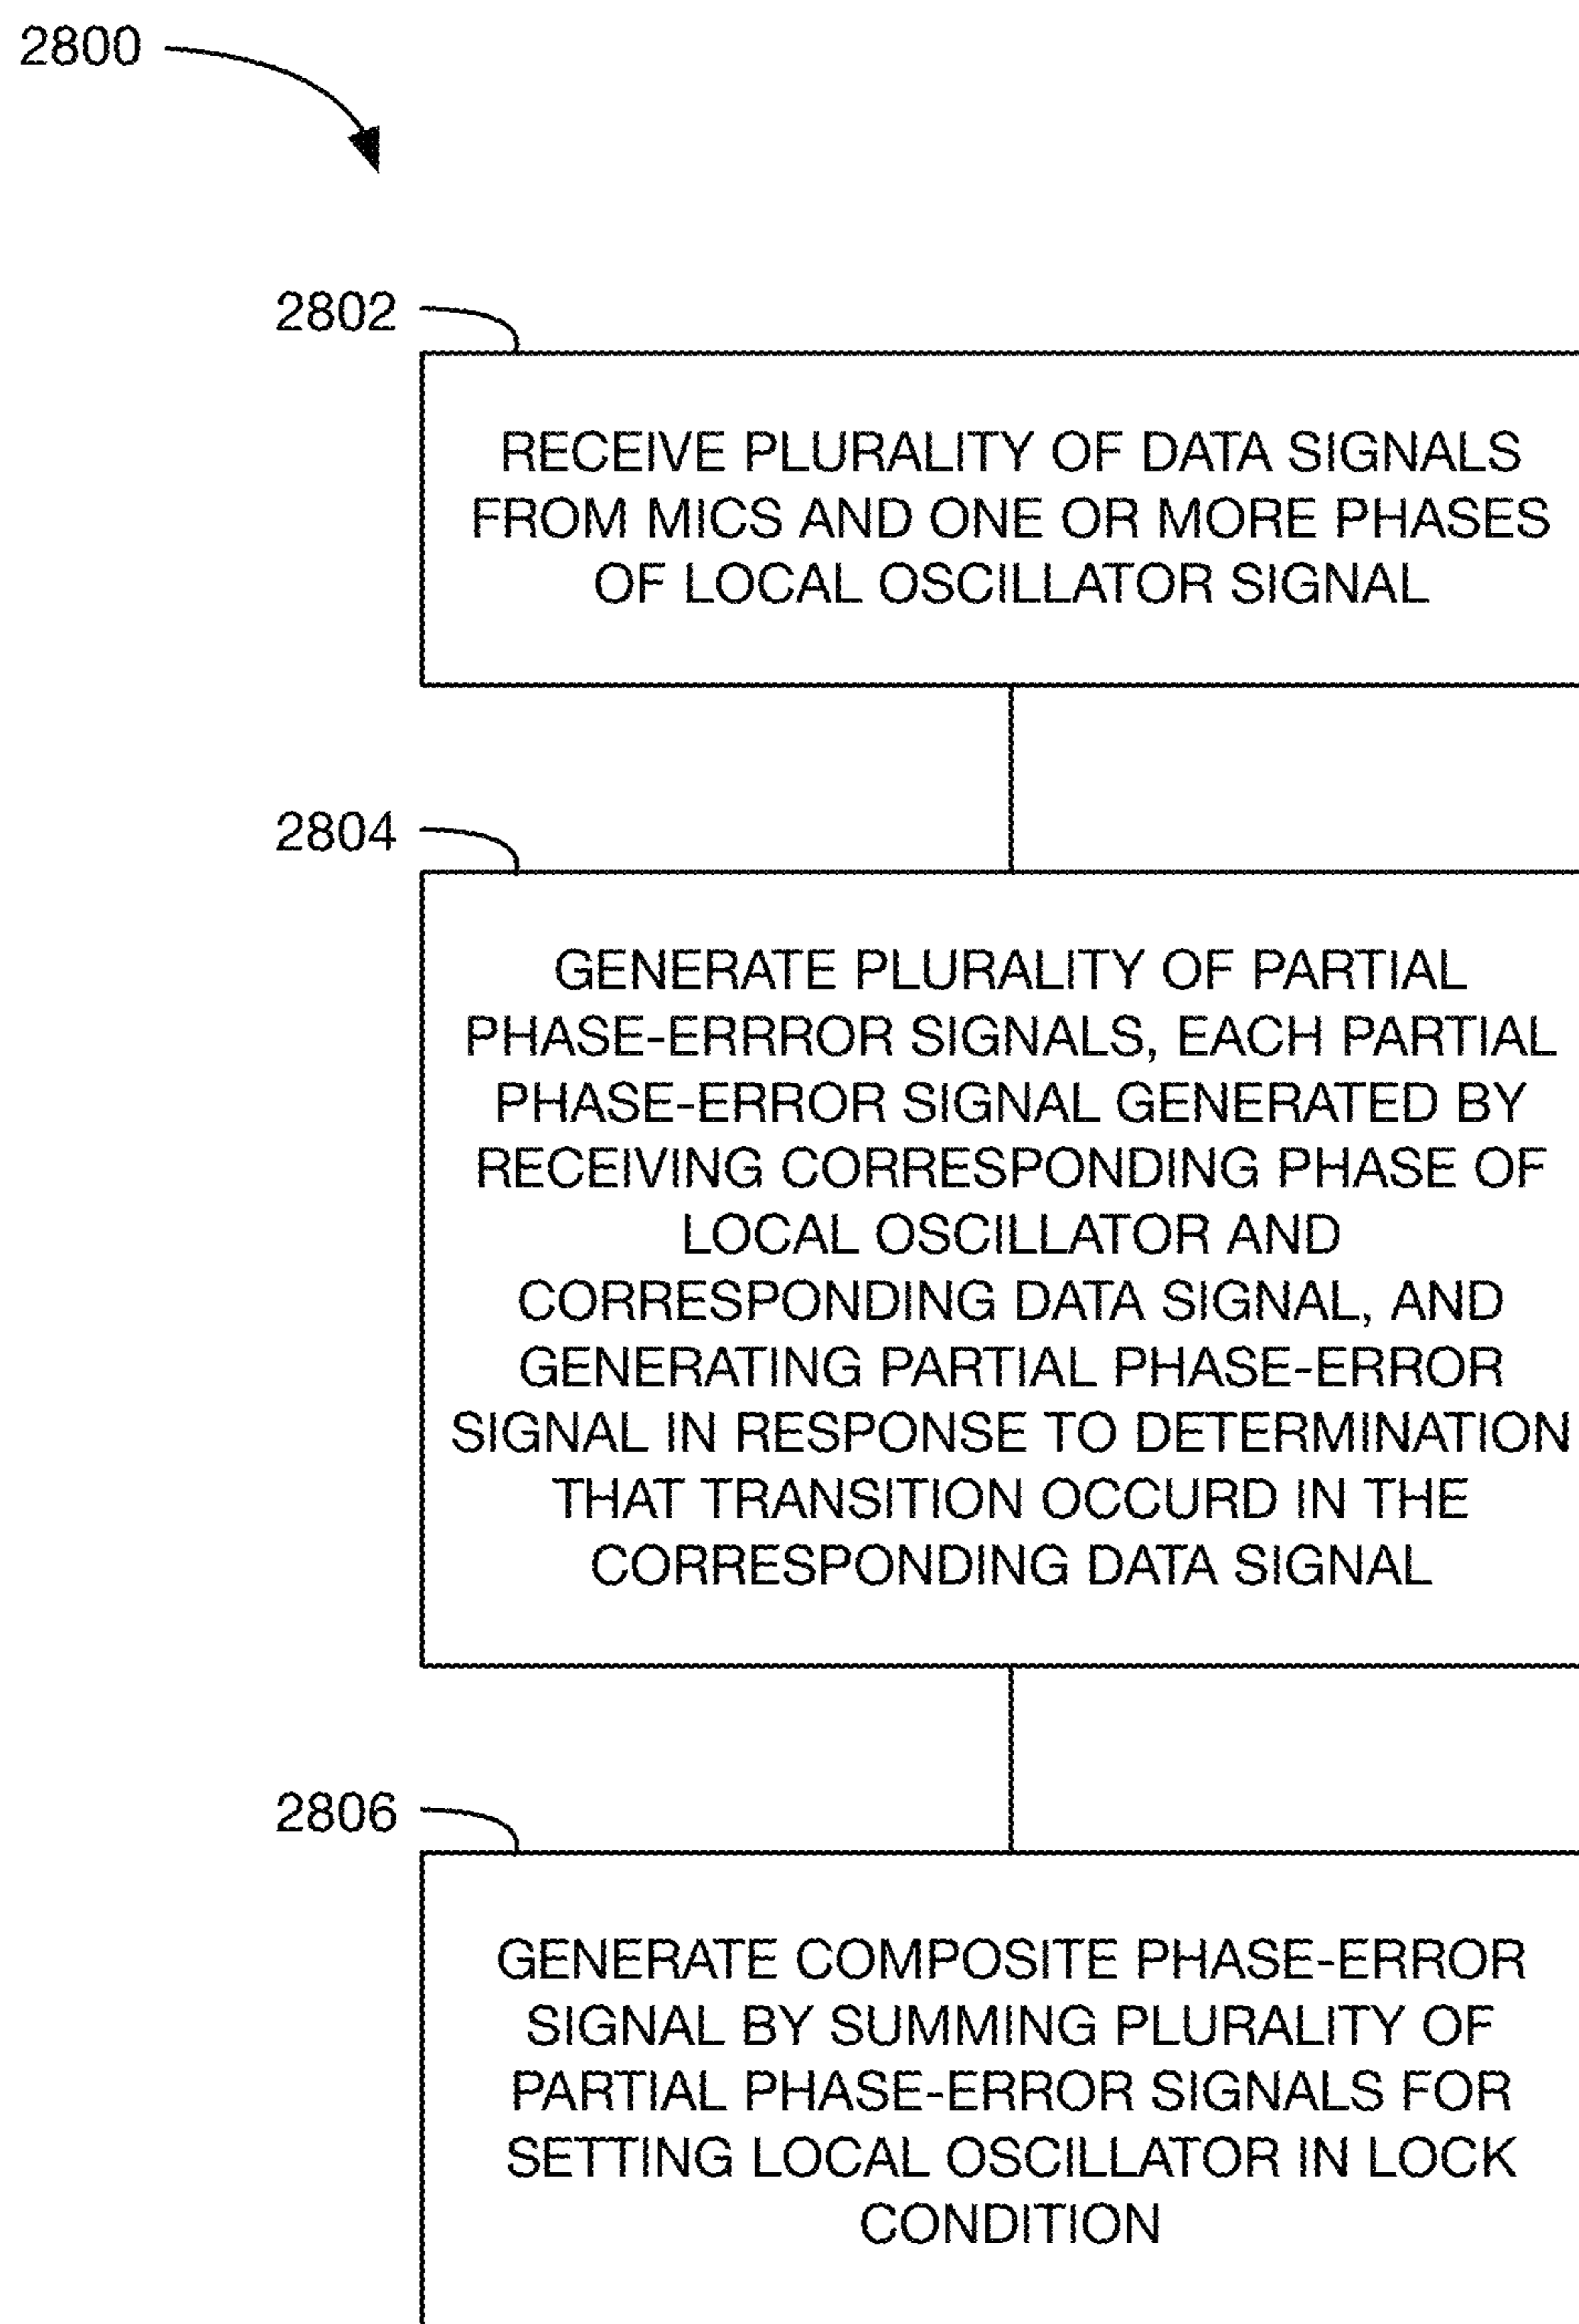 2800
2802
RECEIVE PLURALITY OF DATA SIGNALS
FROM MICS AND ONE OR MORE PHASES
OF LOCAL OSCILLATOR SIGNAL
2804
GENERATE PLURALITY OF PARTIAL
PHASE-ERRROR SIGNALS, EACH PARTIAL
PHASE-ERROR SIGNAL GENERATED BY
RECEIVING CORRESPONDING PHASE OF
LOCAL OSCILLATOR AND
CORRESPONDING DATA SIGNAL, AND
GENERATING PARTIAL PHASE-ERROR
SIGNAL IN RESPONSE TO DETERMINATION
THAT TRANSITION OCCURD IN THE
CORRESPONDING DATA SIGNAL
2806
GENERATE COMPOSITE PHASE-ERROR
SIGNAL BY SUMMING PLURALITY OF
PARTIAL PHASE-ERROR SIGNALS FOR
SETTING LOCAL OSCILLATOR IN LOCK
CONDITION